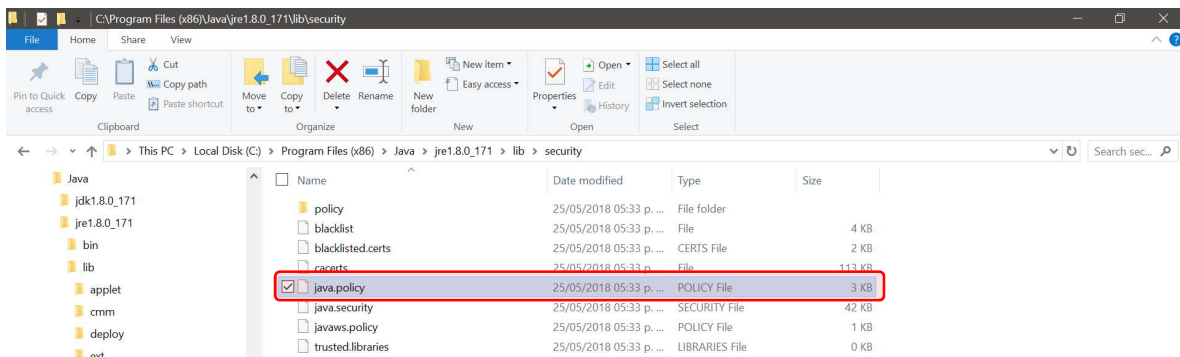 C:\Program Files (x86)\Java\jre1.8.0_171\lib\security
File Home Share View
Pin to Quick access
Copy
Paste
Cut
Copy path
Paste shortcut
Clipboard
Move to
Copy to
Delete
Rename
Organize
New folder
New item
Easy access
New
Properties
Open
Edit
History
Open
Select all
Select none
Invert selection
Select
This PC > Local Disk (C:) > Program Files (x86) > Java > jre1.8.0_171 > lib > security
Search sec...
Java
jdk1.8.0_171
jre1.8.0_171
bin
lib
applet
cmm
deploy
ext
Name Date modified Type Size
policy 25/05/2018 05:33 p. ... File folder
blacklist 25/05/2018 05:33 p. ... File 4 KB
blacklisted.certs 25/05/2018 05:33 p. ... CERTS File 2 KB
cacerts 25/05/2018 05:33 p. ... File 113 KB
java.policy 25/05/2018 05:33 p. ... POLICY File 3 KB
java.security 25/05/2018 05:33 p. ... SECURITY File 42 KB
javaws.policy 25/05/2018 05:33 p. ... POLICY File 1 KB
trusted.libraries 25/05/2018 05:33 p. ... LIBRARIES File 0 KB